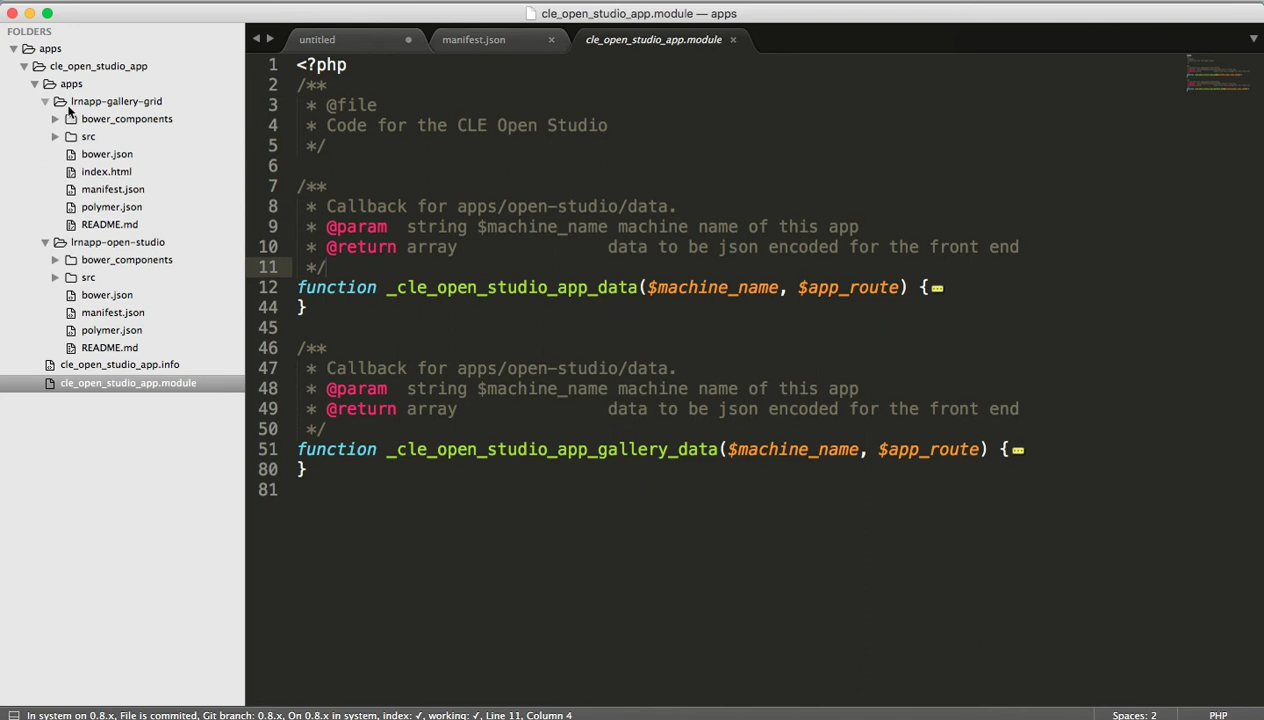 cle_open_studio_app.module — apps
FOLDERS
apps
cle_open_studio_app
apps
lrnapp-gallery-grid
bower_components
src
bower.json
index.html
manifest.json
polymer.json
README.md
lrnapp-open-studio
bower_components
src
bower.json
manifest.json
polymer.json
README.md
cle_open_studio_app.info
cle_open_studio_app.module
untitled
manifest.json ×
cle_open_studio_app.module ×
1 <?php
2 /**
3  * @file
4  * Code for the CLE Open Studio
5  */
6
7 /**
8  * Callback for apps/open-studio/data.
9  * @param  string $machine_name machine name of this app
10  * @return array               data to be json encoded for the front end
11  */
12 function _cle_open_studio_app_data($machine_name, $app_route) {
44 }
45
46 /**
47  * Callback for apps/open-studio/data.
48  * @param  string $machine_name machine name of this app
49  * @return array               data to be json encoded for the front end
50  */
51 function _cle_open_studio_app_gallery_data($machine_name, $app_route) {
80 }
81
In system on 0.8.x, File is commited, Git branch: 0.8.x, On 0.8.x in system, index: ✓, working: ✓, Line 11, Column 4
Spaces: 2
PHP